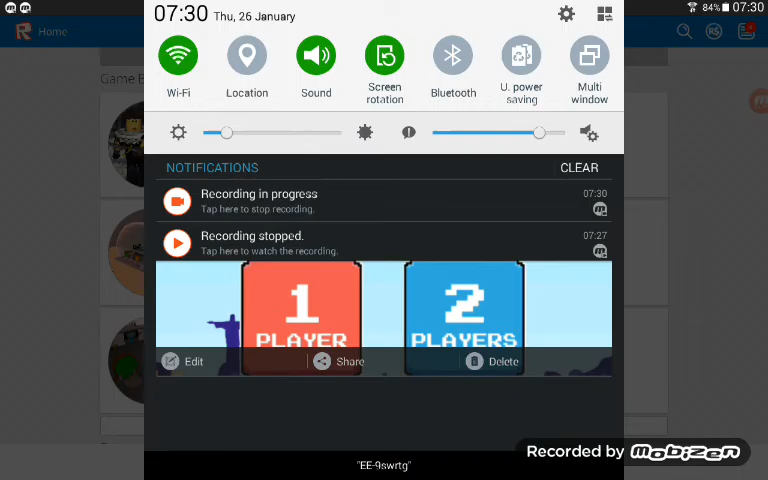 84% 07:30
Home
07:30 Thu, 26 January
Wi-Fi
Location
Sound
Screen
rotation
Bluetooth
U. power
saving
Multi
window
NOTIFICATIONS
CLEAR
Recording in progress
07:30
Tap here to stop recording.
Recording stopped.
07:27
Tap here to watch the recording.
1
PLAYER
2
PLAYERS
Edit
Share
Delete
Recorded by Mobizen
"EE-9swrtg"